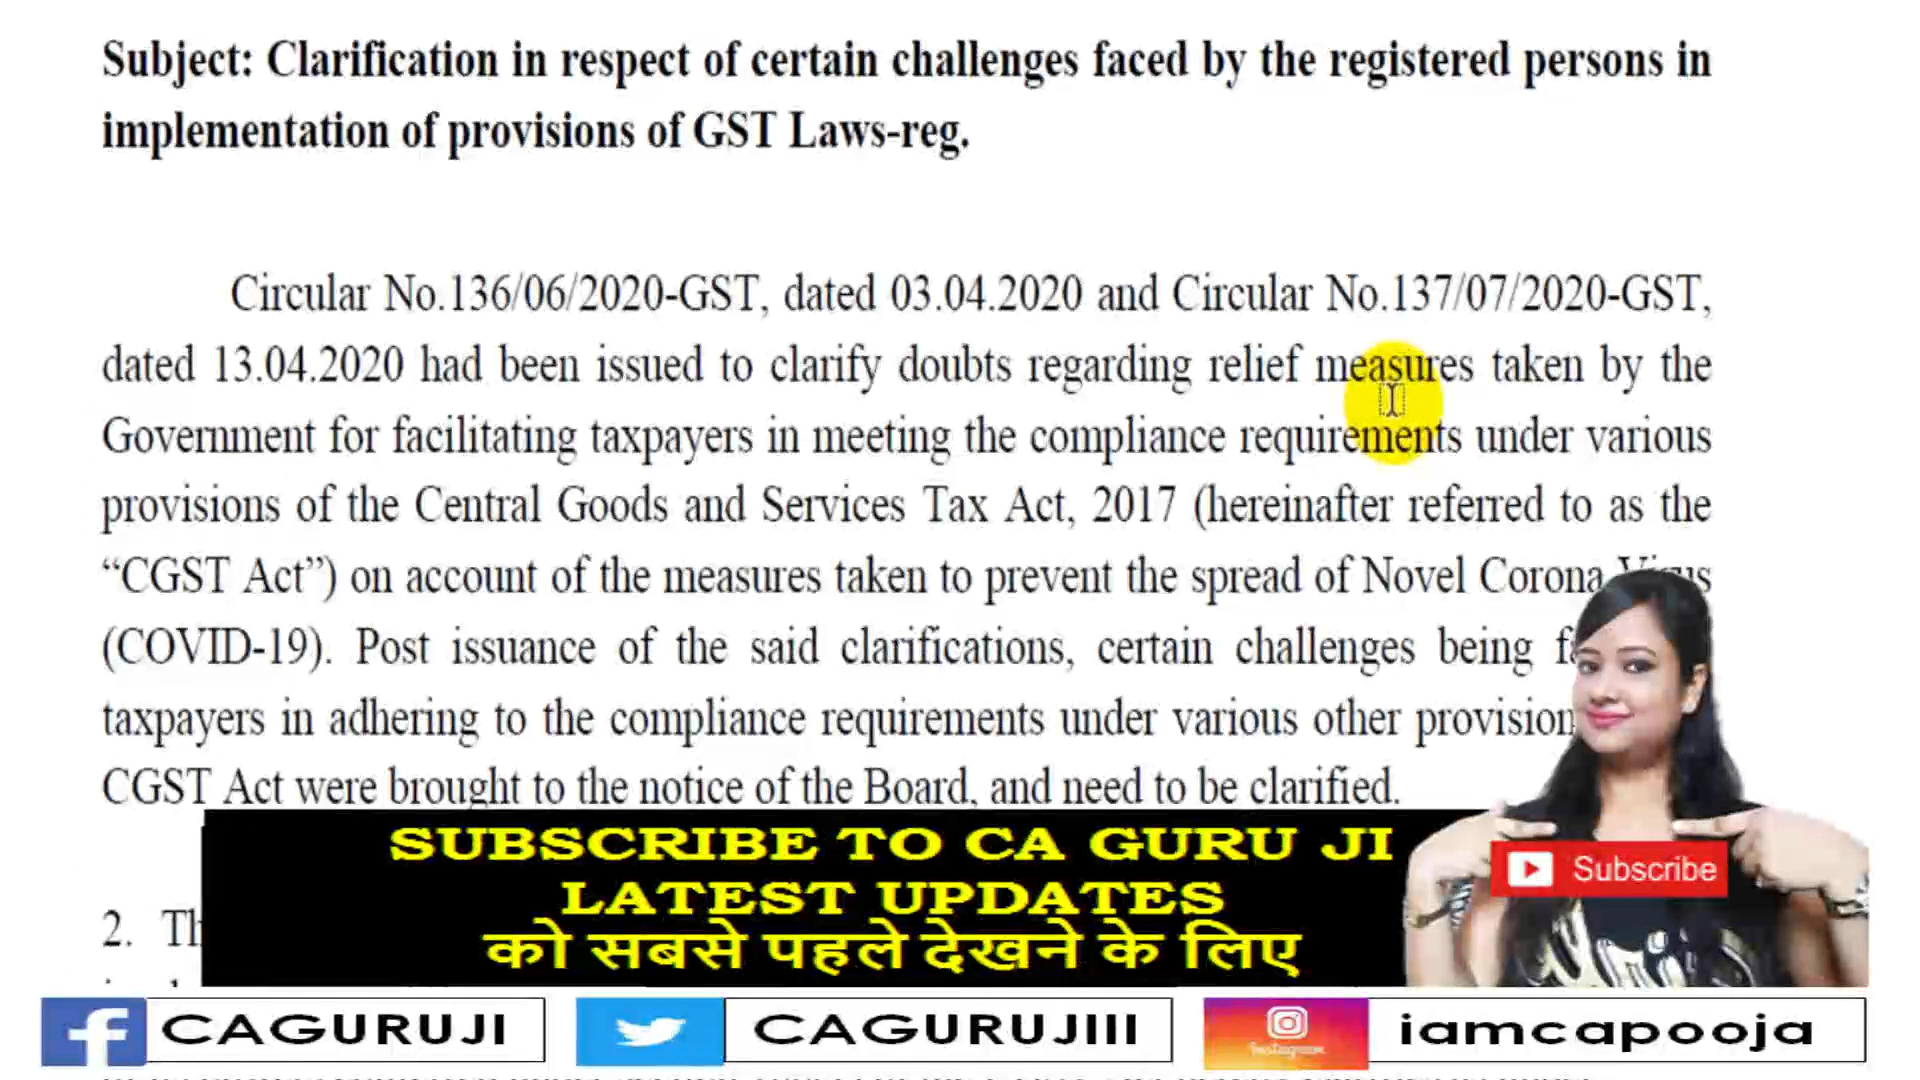 Subject: Clarification in respect of certain challenges faced by the registered persons in
implementation of provisions of GST Laws-reg.
Circular No.136/06/2020-GST, dated 03.04.2020 and Circular No.137/07/2020-GST,
dated 13.04.2020 had been issued to clarify doubts regarding relief measures taken by the
Government for facilitating taxpayers in meeting the compliance requirements under various
provisions of the Central Goods and Services Tax Act, 2017 (hereinafter referred to as the
“CGST Act”) on account of the measures taken to prevent the spread of Novel Corona Virus
(COVID-19). Post issuance of the said clarifications, certain challenges being
taxpayers in adhering to the compliance requirements under various other
CGST Act were brought to the notice of the Board, and need to be clarified.
2.
SUBSCRIBE TO CA GURU JI
LATEST UPDATES
को सबसे पहले देखने के लिए
Subscribe
CAGURUJI
CAGURUJIII
Instagram
iamcapooja